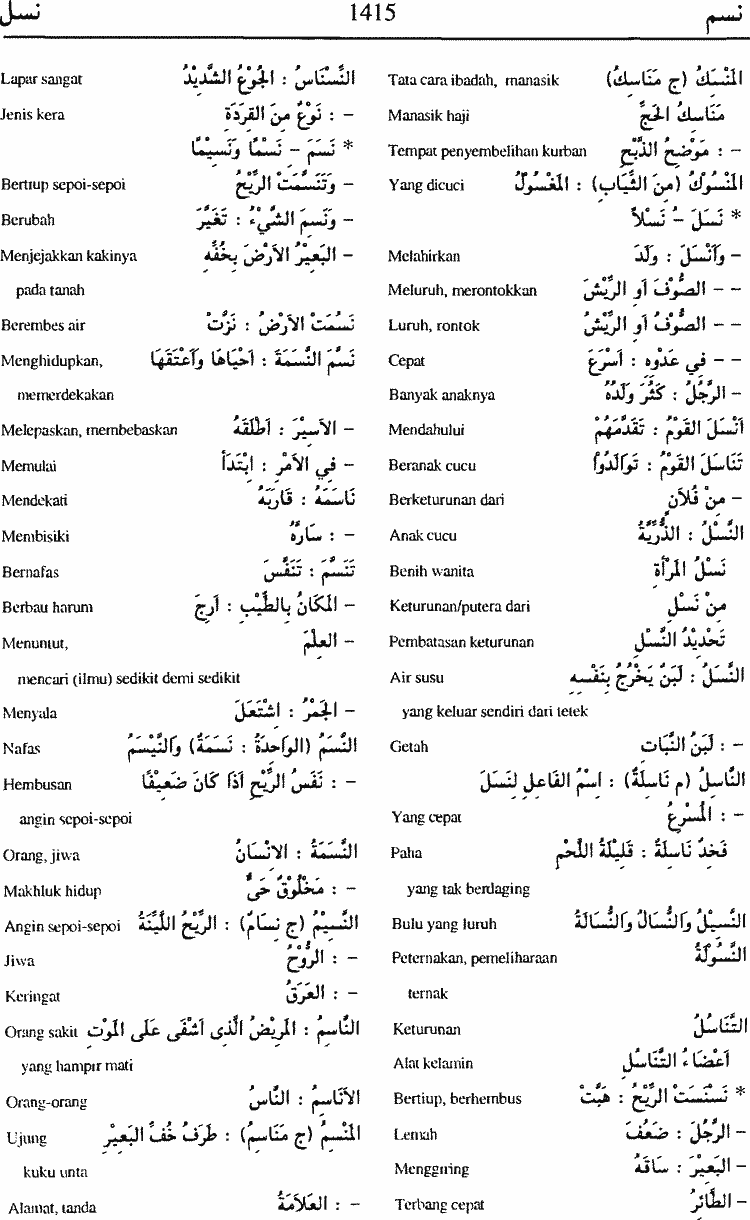 نسم 1415 نسل
المَنْسَكُ (ج مَنَاسِكُ) Tata cara ibadah, manasik
مَنَاسِكُ الحَجِّ Manasik haji
– : مَوْضِعُ الذَّبْحِ Tempat penyembelihan kurban
المَنْسُوكُ (مِنَ الثِّيَابِ) : المَغْسُولُ Yang dicuci
* نَسَلَ – نَسْلاً
– وَأَنْسَلَ : وَلَدَ Melahirkan
– – الصُّوْفَ أَوِ الرِّيْشَ Meluruh, merontokkan
– – الصُّوْفُ أَوِ الرِّيْشُ Luruh, rontok
– – فِي عَدْوِهِ : أَسْرَعَ Cepat
– الرَّجُلُ : كَثُرَ وَلَدُهُ Banyak anaknya
أَنْسَلَ القَوْمَ : تَقَدَّمَهُمْ Mendahului
تَنَاسَلَ القَوْمُ : تَوَالَدُوْا Beranak cucu
– مِنْ فُلاَنٍ Berketurunan dari
النَّسْلُ : الذُّرِّيَّةُ Anak cucu
نَسْلُ المَرْأَةِ Benih wanita
مِنْ نَسْلِ Keturunan/putera dari
تَحْدِيْدُ النَّسْلِ Pembatasan keturunan
النَّسَلُ : لَبَنٌ يَخْرُجُ بِنَفْسِهِ Air susu
yang keluar sendiri dari tetek
– : لَبَنُ النَّبَات Getah
النَّاسِلُ (م نَاسِلَةٌ) : اسْمُ الفَاعِلِ لِنَسَلَ
– : المُسْرِعُ Yang cepat
فَخِذٌ نَاسِلَةٌ : قَلِيْلَةُ اللَّحْمِ Paha
yang tak berdaging
النَّسِيْلُ وَالنُّسَالُ وَالنُّسَالَةُ Bulu yang luruh
النَّسُوْلَةُ Peternakan, pemeliharaan
ternak
التَّنَاسُلُ Keturunan
أَعْضَاءُ التَّنَاسُلِ Alat kelamin
* نَسْنَسَتِ الرِّيْحُ : هَبَّتْ Bertiup, berhembus
– الرَّجُلُ : ضَعُفَ Lemah
– البَعِيْرَ : سَاقَهُ Menggiring
– الطَّائِرُ Terbang cepat
النَّسْنَاسُ : الجُوْعُ الشَّدِيْدُ Lapar sangat
– : نَوْعٌ مِنَ القِرَدَةِ Jenis kera
* نَسَمَ – نَسْمًا وَنَسِيْمًا
– وَتَنَسَّمَتْ الرِّيْحُ Bertiup sepoi-sepoi
– وَنَسِمَ الشَّيْءُ : تَغَيَّرَ Berubah
– البَعِيْرُ الأَرْضَ بِخُفِّهِ Menjejakkan kakinya
pada tanah
نَسَمَتْ الأَرْضُ : نَزَّتْ Berembes air
نَسَّمَ النَّسَمَةَ : أَحْيَاهَا وَأَعْتَقَهَا Menghidupkan,
memerdekakan
– الأَسِيْرَ : أَطْلَقَهُ Melepaskan, membebaskan
– فِي الأَمْرِ : ابْتَدَأَ Memulai
نَاسَمَهُ : قَارَبَهُ Mendekati
– : سَارَّهُ Membisiki
تَنَسَّمَ : تَنَفَّسَ Bernafas
– المَكَانُ بِالطِّيْبِ : أَرِجَ Berbau harum
– العِلْمَ Menuntut,
mencari (ilmu) sedikit demi sedikit
– الجَمْرُ : اشْتَعَلَ Menyala
النَّسَمُ (الوَاحِدَةُ : نَسَمَةٌ) وَالنَّيْسَمُ Nafas
– : نَفَسُ الرِّيْحِ اذَا كَانَ ضَعِيْفًا Hembusan
angin sepoi-sepoi
النَّسَمَةُ : الانْسَانُ Orang, jiwa
– : مَخْلُوْقٌ حَيٌّ Makhluk hidup
النَّسِيْمُ (ج نِسَامٌ) : الرِّيْحُ اللَّيِّنَةُ Angin sepoi-sepoi
– : الرُّوْحُ Jiwa
– : العَرَقُ Keringat
النَّاسِمُ : المَرِيْضُ الَّذِى أَشْفَى عَلَى المَوْتِ Orang sakit
yang hampir mati
الأَنَاسِمُ : النَّاسُ Orang-orang
المَنْسِمُ (ج مَنَاسِمُ) : طَرَفُ خُفِّ البَعِيْرِ Ujung
kuku unta
– : العَلاَمَةُ Alamat, tanda